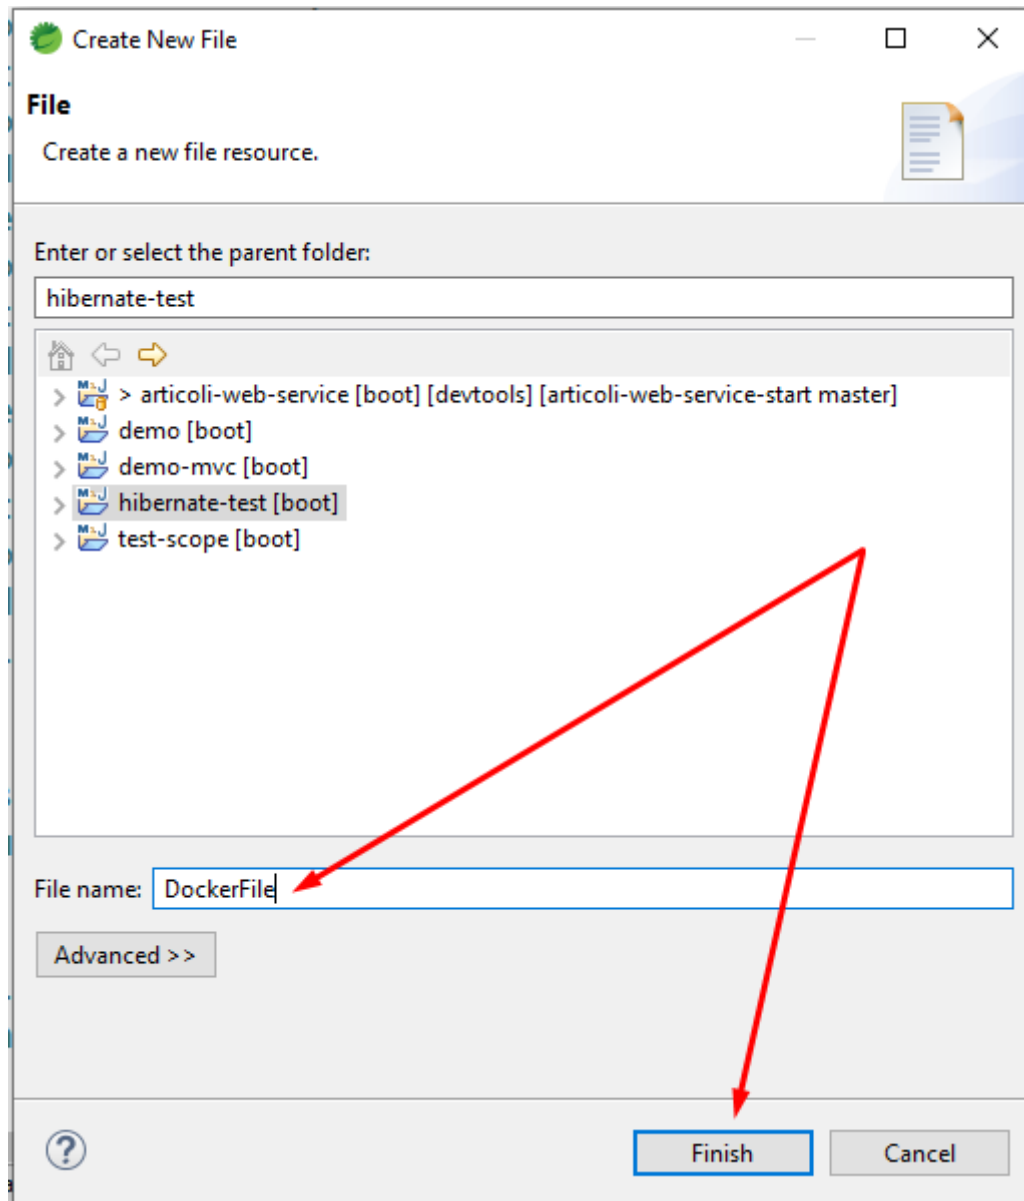 Create New File
File
Create a new file resource.
Enter or select the parent folder:
hibernate-test
> articoli-web-service [boot] [devtools] [articoli-web-service-start master]
demo [boot]
demo-mvc [boot]
hibernate-test [boot]
test-scope [boot]
File name: DockerFile
Advanced >>
Finish Cancel